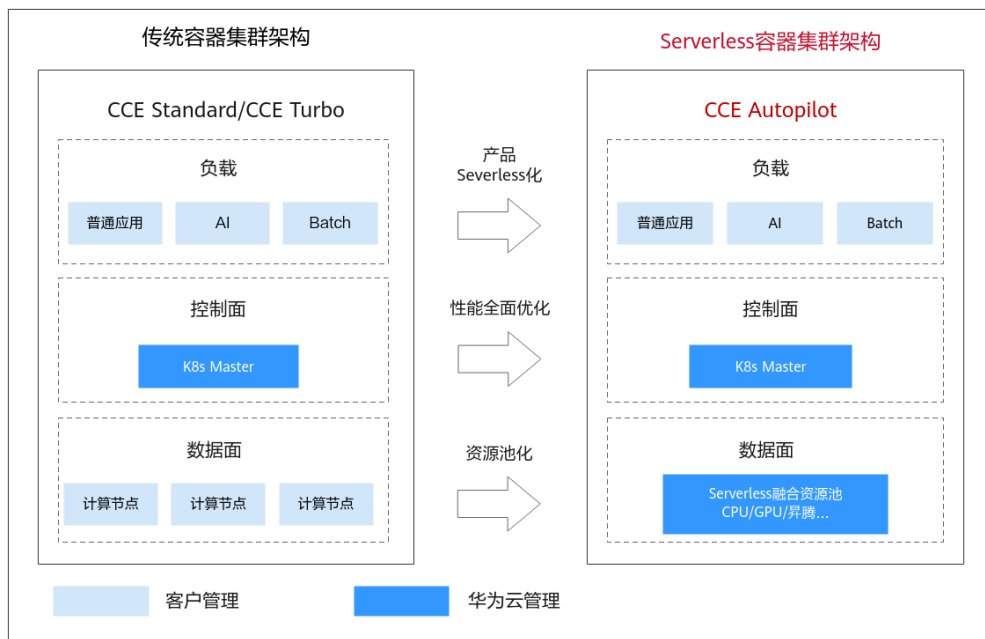 传统容器集群架构
Serverless容器集群架构
CCE Standard/CCE Turbo
负载
普通应用
AI
Batch
控制面
K8s Master
数据面
计算节点
计算节点
计算节点
产品
Severless化
性能全面优化
资源池化
CCE Autopilot
负载
普通应用
AI
Batch
控制面
K8s Master
数据面
Serverless融合资源池
CPU/GPU/昇腾...
客户管理
华为云管理